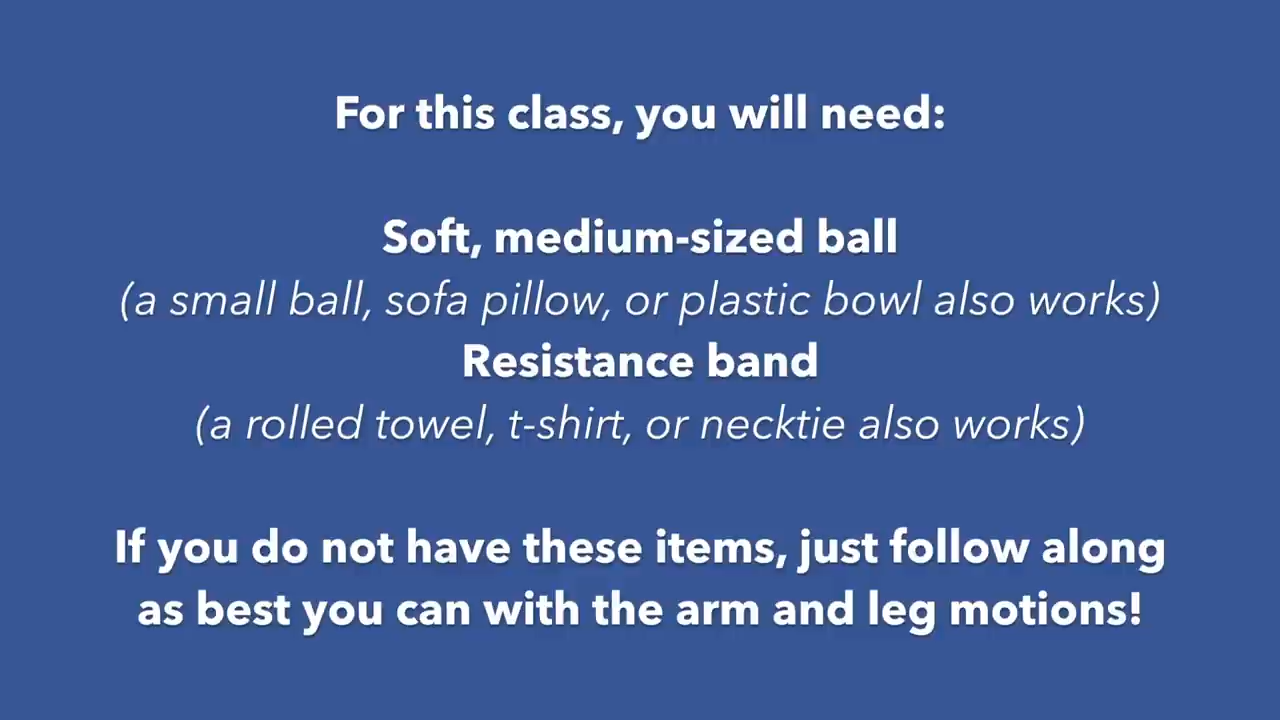 For this class, you will need:
Soft, medium-sized ball
(a small ball, sofa pillow, or plastic bowl also works)
Resistance band
(a rolled towel, t-shirt, or necktie also works)
If you do not have these items, just follow along
as best you can with the arm and leg motions!